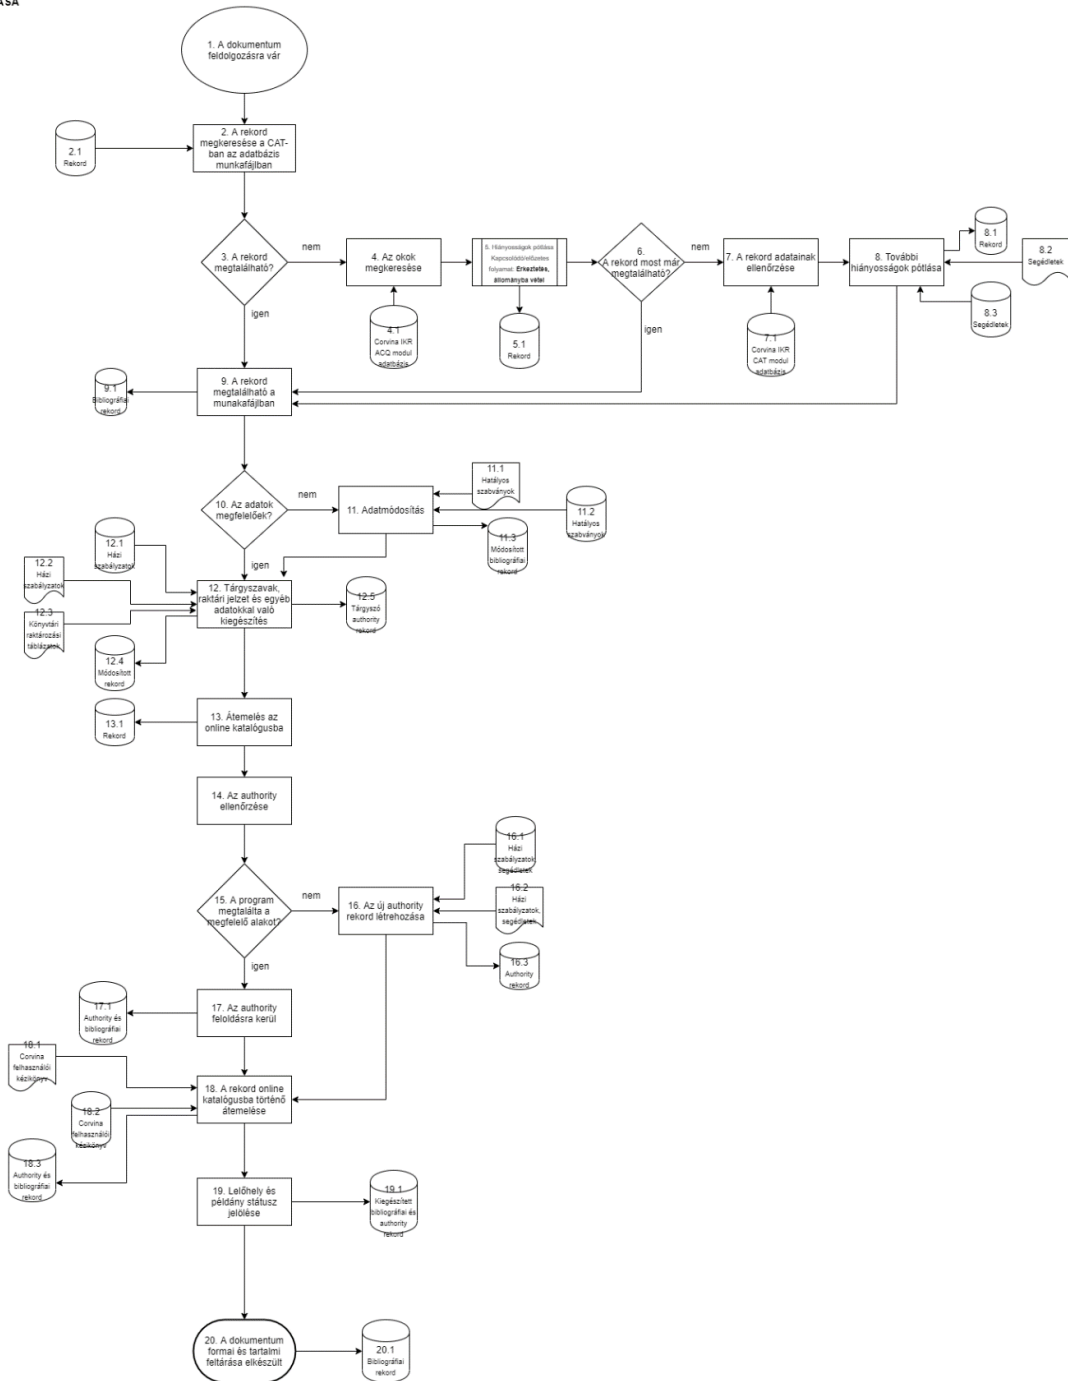 ÁSA
1. A dokumentum
feldolgozásra vár
2. A rekord
megkeresése a CAT-
ban az adatbázis
munkafájlban
2.1
Rekord
3. A rekord
megtalálható?
nem
igen
4. Az okok
megkeresése
4.1
Corvina IKR
ACQ modul
adatbázis
5. Hiányosságok pótlása
Kapcsolódó/előzetes
folyamat: Érkeztetés,
állományba vétel
5.1
Rekord
6.
A rekord most már
megtalálható?
nem
igen
7. A rekord adatainak
ellenőrzése
7.1
Corvina IKR
CAT modul
adatbázis
8. További
hiányosságok pótlása
8.1
Rekord
8.2
Segédletek
8.3
Segédletek
9. A rekord
megtalálható a
munakafájlban
9.1
Bibliográfiai
rekord
10. Az adatok
megfelelőek?
nem
igen
11. Adatmódosítás
11.1
Hatályos
szabványok
11.2
Hatályos
szabványok
11.3
Módosított
bibliográfiai
rekord
12. Tárgyszavak,
raktári jelzet és egyéb
adatokkal való
kiegészítés
12.1
Házi
szabályzatok
12.2
Házi
szabályzatok
12.3
Könyvtári
raktározási
táblázatok
12.4
Módosított
rekord
12.5
Tárgyszó
authority
rekord
13. Átemelés az
online katalógusba
13.1
Rekord
14. Az authority
ellenőrzése
15. A program
megtalálta a
megfelelő alakot?
nem
igen
16. Az új authority
rekord létrehozása
16.1
Házi
szabályzatok,
segédletek
16.2
Házi
szabályzatok,
segédletek
16.3
Authority
rekord
17. Az authority
feloldásra kerül
17.1
Authority és
bibliográfiai
rekord
18. A rekord online
katalógusba történő
átemelése
18.1
Corvina
felhasználói
kézikönyv
18.2
Corvina
felhasználói
kézikönyv
18.3
Authority és
bibliográfiai
rekord
19. Lelőhely és
példány státusz
jelölése
19.1
Kiegészített
bibliográfiai és
authority
rekord
20. A dokumentum
formai és tartalmi
feltárása elkészült
20.1
Bibliográfiai
rekord